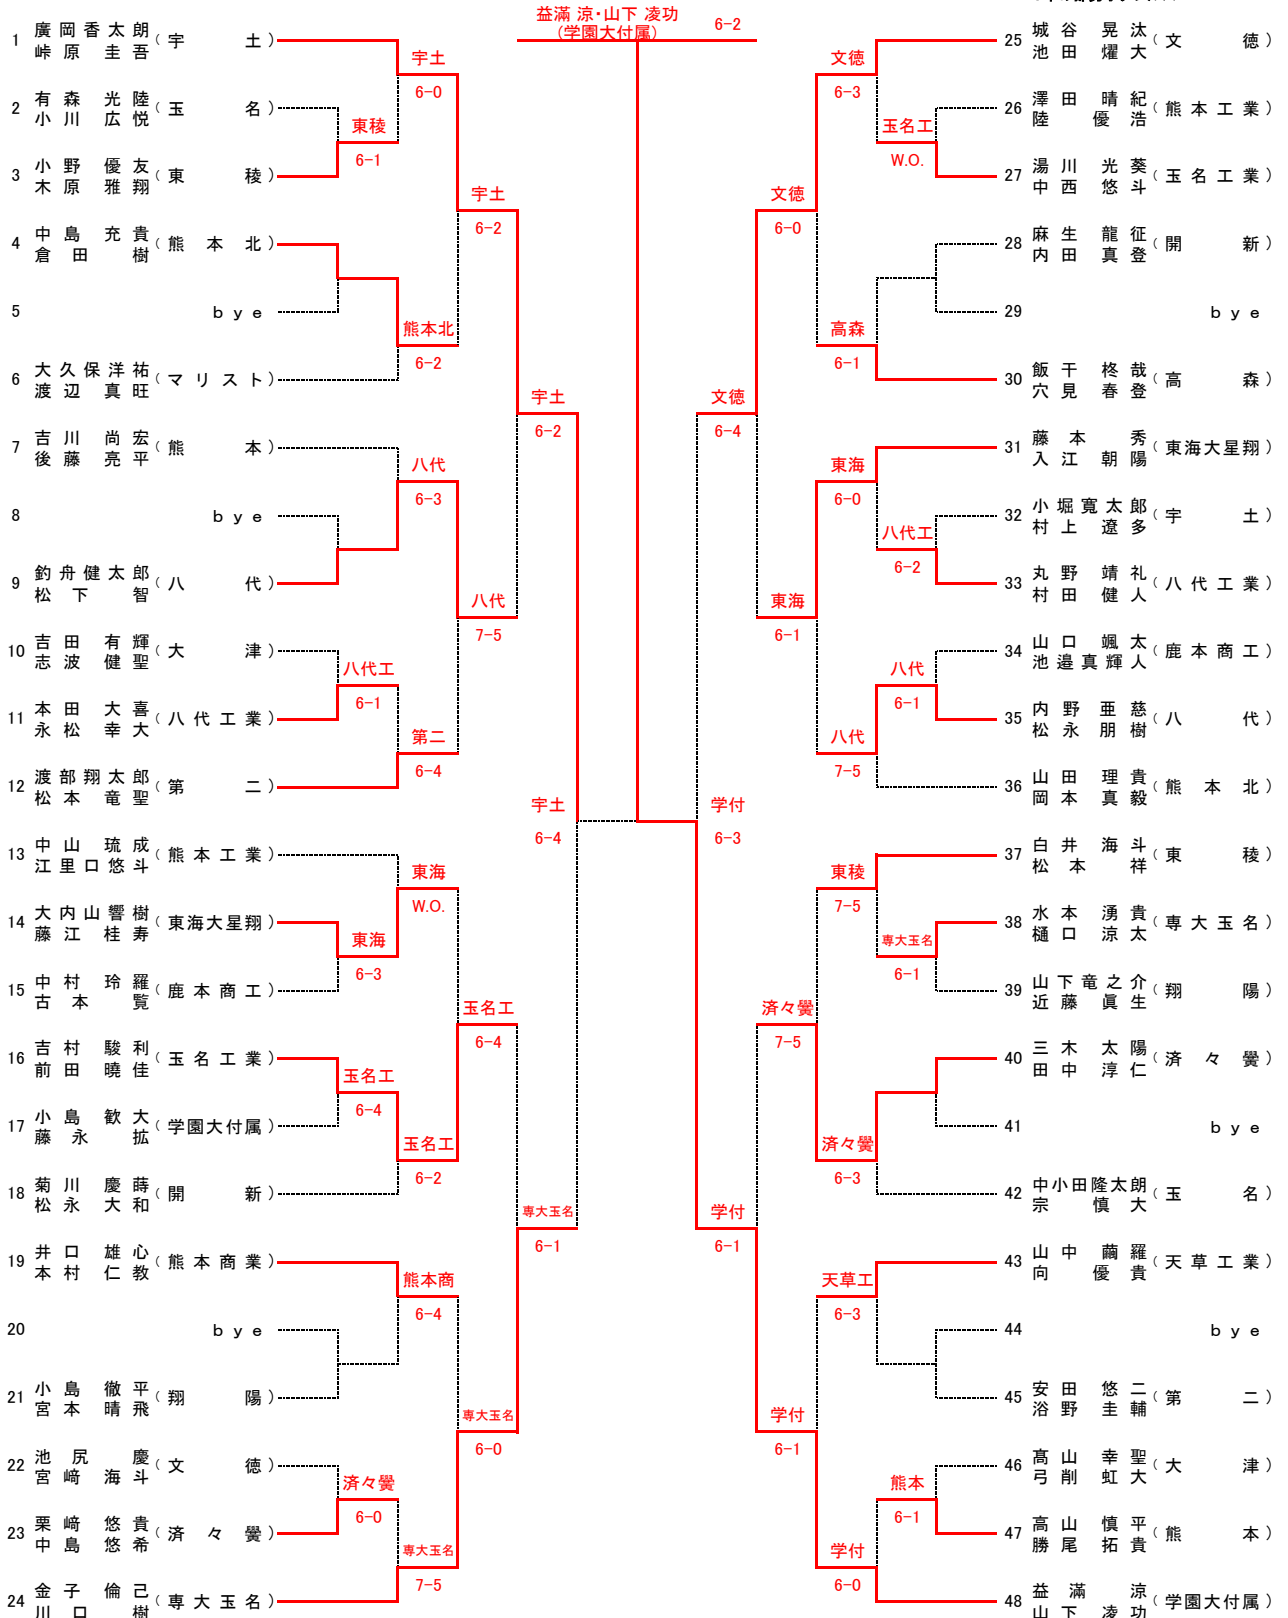 益滿 涼・山下 凌功
(学園大付属)
6-2
1 廣岡香太朗 (宇土)
峠原圭吾
2 有森光陸 (玉名)
小川広悦
3 小野優友 (東稜)
木原雅翔
4 中島充貴 (熊本北)
倉田樹
5 bye
6 大久保洋祐 (マリスト)
渡辺真旺
7 吉川尚宏 (熊本)
後藤亮平
8 bye
9 釣舟健太郎 (八代)
松下智
10 吉田有輝 (大津)
志波健聖
11 本田大喜 (八代工業)
永松幸大
12 渡部翔太郎 (第二)
松本竜聖
13 中山琉成 (熊本工業)
江里口悠斗
14 大内山響樹 (東海大星翔)
藤江桂寿
15 中村玲羅 (鹿本商工)
古本覧
16 吉村駿利 (玉名工業)
前田曉佳
17 小島歓大 (学園大付属)
藤永拡
18 菊川慶蒔 (開新)
松永大和
19 井口雄心 (熊本商業)
本村仁教
20 bye
21 小島徹平 (翔陽)
宮本晴飛
22 池尻慶 (文徳)
宮﨑海斗
23 栗﨑悠貴 (済々黌)
中島悠希
24 金子倫己 (専大玉名)
川口樹
宇土
6-0
東稜
6-1
宇土
6-2
熊本北
6-2
宇土
6-2
八代
6-3
八代
7-5
八代工
6-1
第二
6-4
宇土
6-4
東海
W.O.
東海
6-3
玉名工
6-4
玉名工
6-4
玉名工
6-2
専大玉名
6-1
熊本商
6-4
専大玉名
6-0
済々黌
6-0
専大玉名
7-5
文徳
6-3
玉名工
W.O.
文徳
6-0
高森
6-1
文徳
6-4
東海
6-0
八代工
6-2
東海
6-1
八代
6-1
八代
7-5
学付
6-3
東稜
7-5
専大玉名
6-1
済々黌
7-5
済々黌
6-3
学付
6-1
天草工
6-3
学付
6-1
熊本
6-1
学付
6-0
25 城谷晃汰 (文徳)
池田燿大
26 澤田晴紀 (熊本工業)
陸優浩
27 湯川光葵 (玉名工業)
中西悠斗
28 麻生龍征 (開新)
内田真登
29 bye
30 飯干柊哉 (高森)
穴見春登
31 藤本秀 (東海大星翔)
入江朝陽
32 小堀寛太郎 (宇土)
村上遼多
33 丸野靖礼 (八代工業)
村田健人
34 山口颯太 (鹿本商工)
池邉真輝人
35 内野亜慈 (八代)
松永朋樹
36 山田理貴 (熊本北)
岡本真毅
37 白井海斗 (東稜)
松本祥
38 水本湧貴 (専大玉名)
樋口涼太
39 山下竜之介 (翔陽)
近藤眞生
40 三木太陽 (済々黌)
田中淳仁
41 bye
42 中小田隆太朗 (玉名)
宗慎大
43 山中繭羅 (天草工業)
向優貴
44 bye
45 安田悠二 (第二)
浴野圭輔
46 髙山幸聖 (大津)
弓削虹大
47 高山慎平 (熊本)
勝尾拓貴
48 益滿涼 (学園大付属)
山下凌功